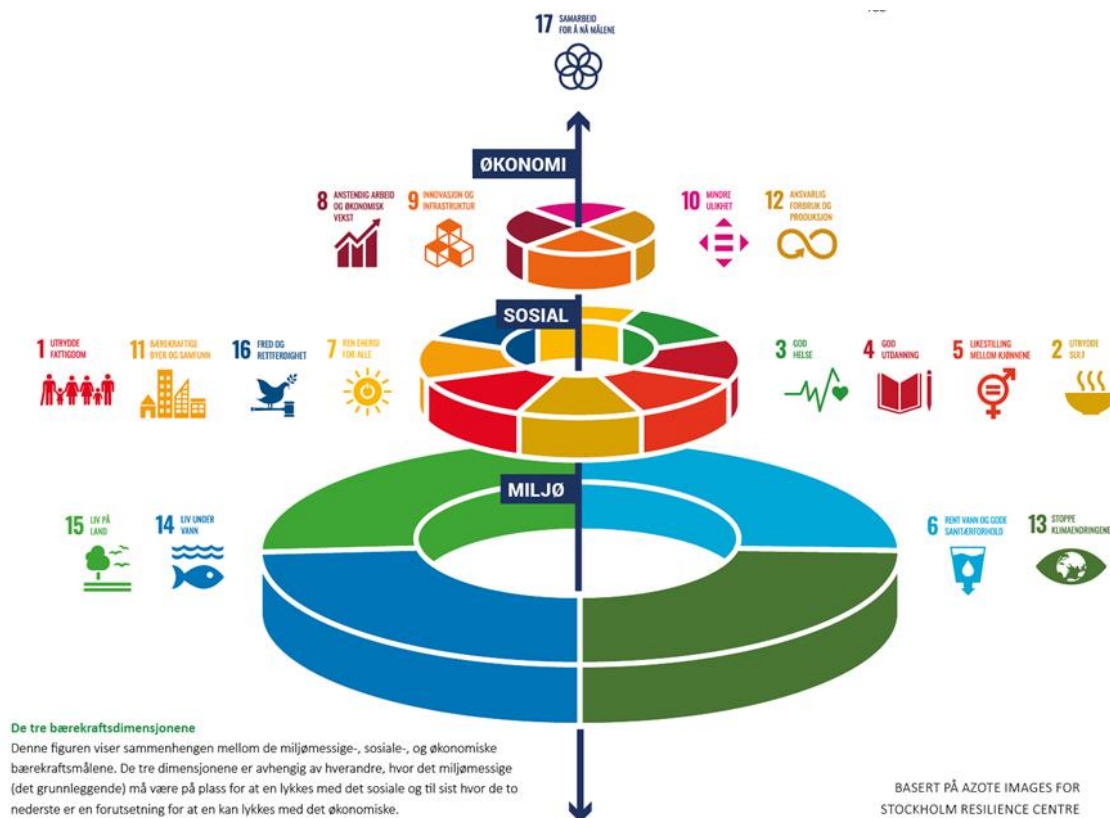 17 SAMARBEID
FOR Å NÅ MÅLENE
ØKONOMI
8 ANSTENDIG ARBEID
OG ØKONOMISK
VEKST
9 INNOVASJON OG
INFRASTRUKTUR
10 MINDRE
ULIKHET
12 ANSVARLIG
FORBRUK OG
PRODUKSJON
SOSIAL
1 UTRYDDE
FATTIGDOM
11 BÆREKRAFTIGE
BYER OG SAMFUNN
16 FRED OG
RETTFERDIGHET
7 REN ENERGI
FOR ALLE
3 GOD
HELSE
4 GOD
UTDANNING
5 LIKESTILLING
MELLOM KJØNNENE
2 UTRYDDE
SULT
MILJØ
15 LIV PÅ
LAND
14 LIV UNDER
VANN
6 RENT VANN OG GODE
SANITÆRFORHOLD
13 STOPPE
KLIMAENDRINGENE
De tre bærekraftsdimensjonene
Denne figuren viser sammenhengen mellom de miljømessige-, sosiale-, og økonomiske
bærekraftsmålene. De tre dimensjonene er avhengig av hverandre, hvor det miljømessige
(det grunnleggende) må være på plass for at en lykkes med det sosiale og til sist hvor de to
nederste er en forutsetning for at en kan lykkes med det økonomiske.
BASERT PÅ AZOTE IMAGES FOR
STOCKHOLM RESILIENCE CENTRE